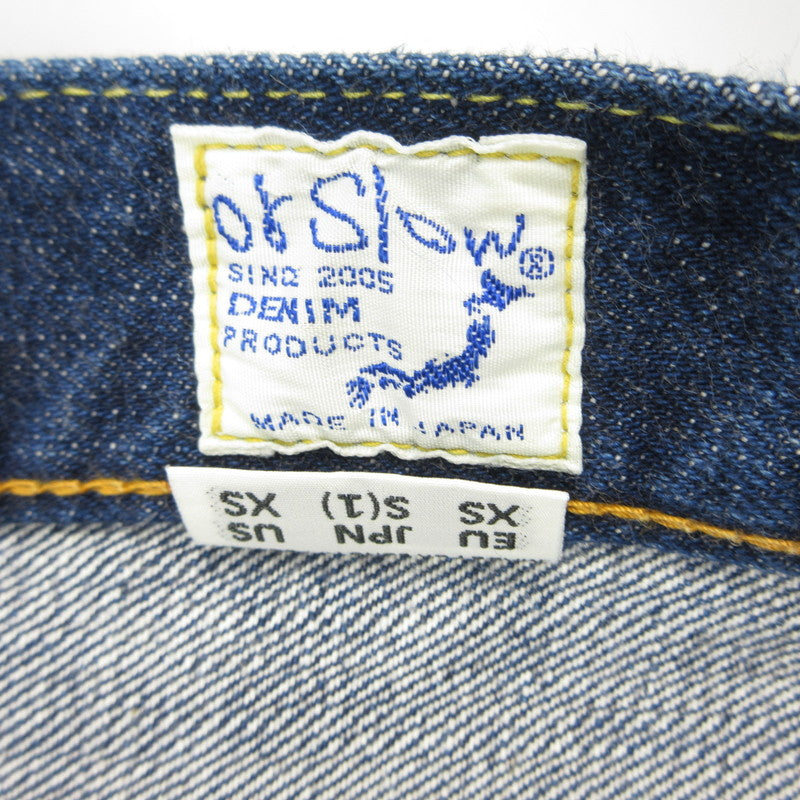 orslow ®
SINCE 2005
DENIM
PRODUCTS
MADE IN JAPAN
EU JPN US
XS S(1) XS